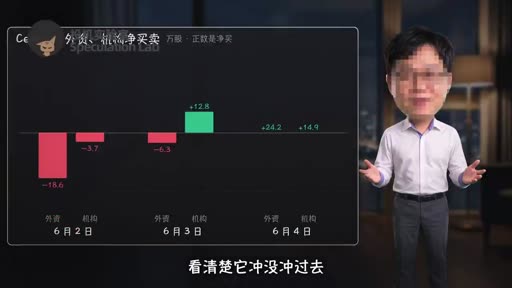 外资、机构净买卖 万股 · 正数是净买
Speculation Lab
+12.8
+24.2 +14.9
-3.7
-6.3
-18.6
外资 机构 外资 机构 外资 机构
6月2日 6月3日 6月4日
看清楚它冲没冲过去